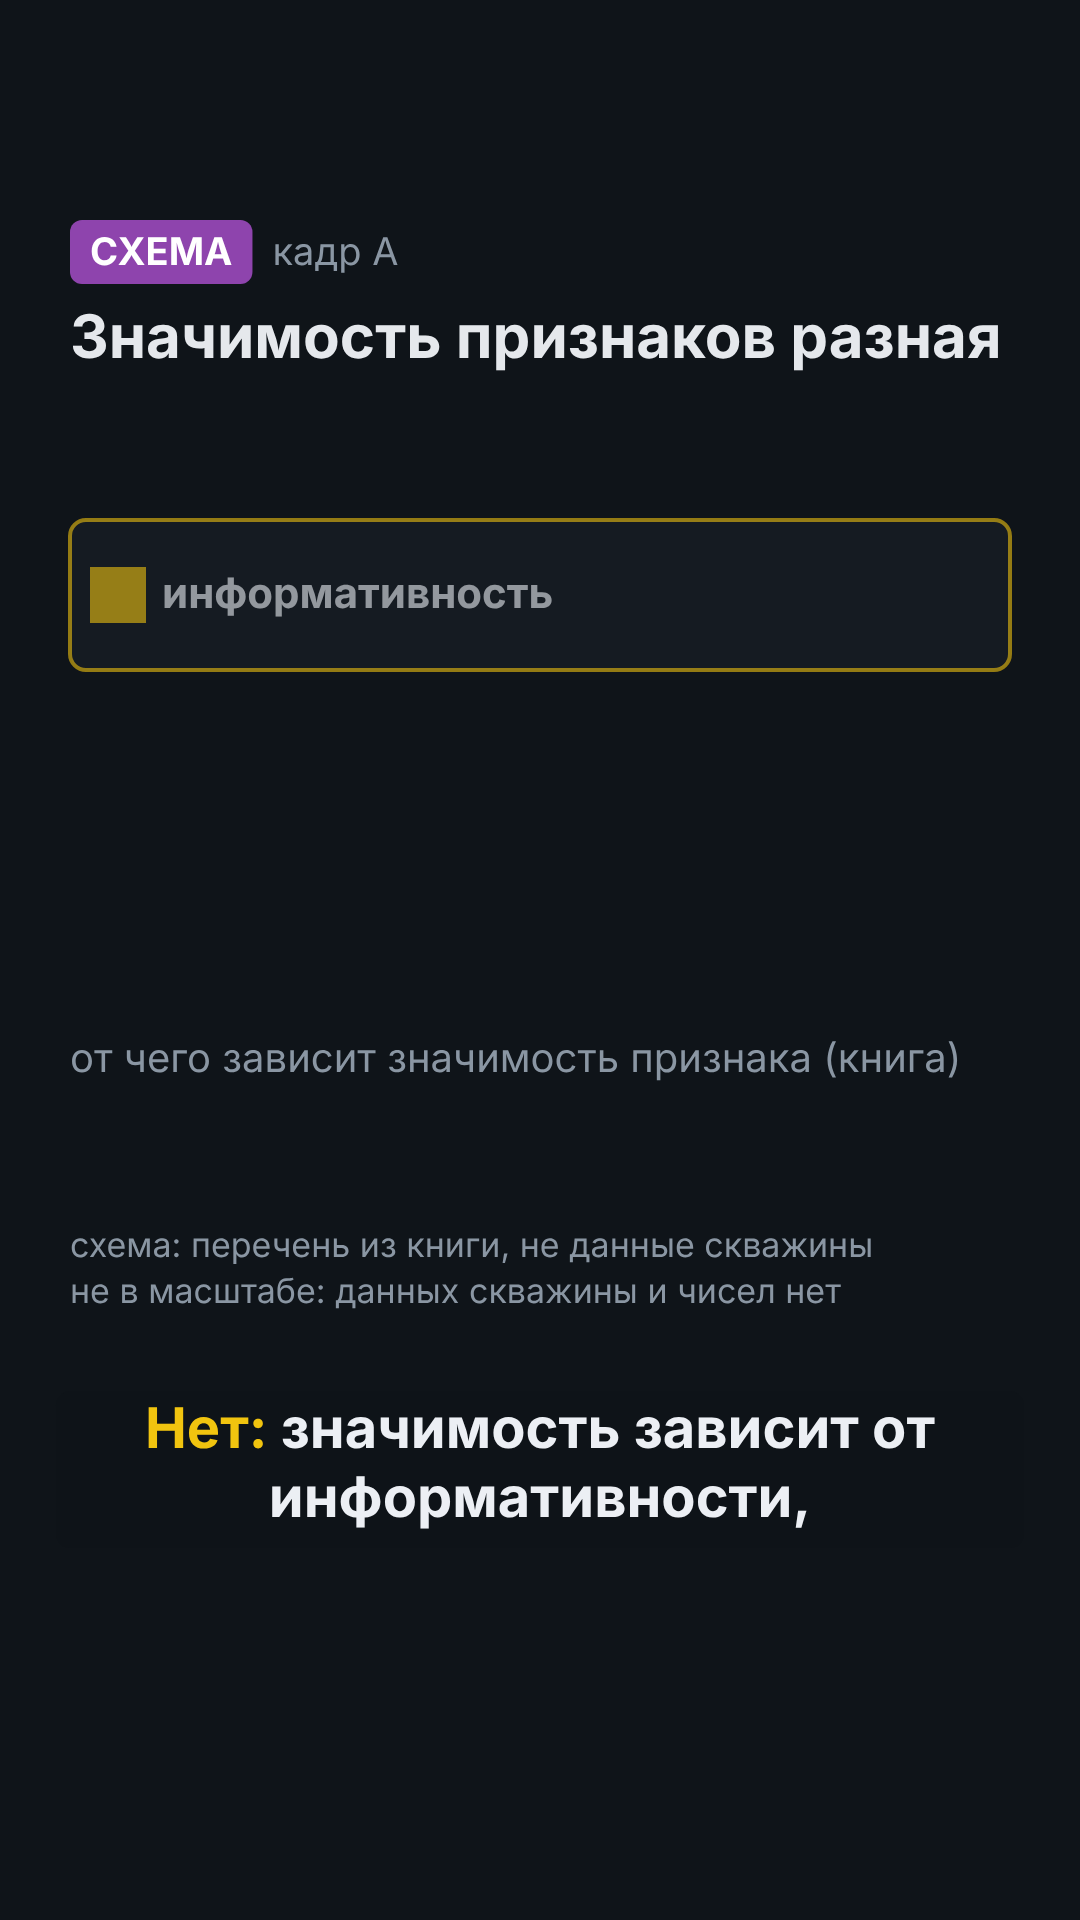 СХЕМА кадр А
Значимость признаков разная
информативность
от чего зависит значимость признака (книга)
схема: перечень из книги, не данные скважины
не в масштабе: данных скважины и чисел нет
Нет: значимость зависит от
информативности,